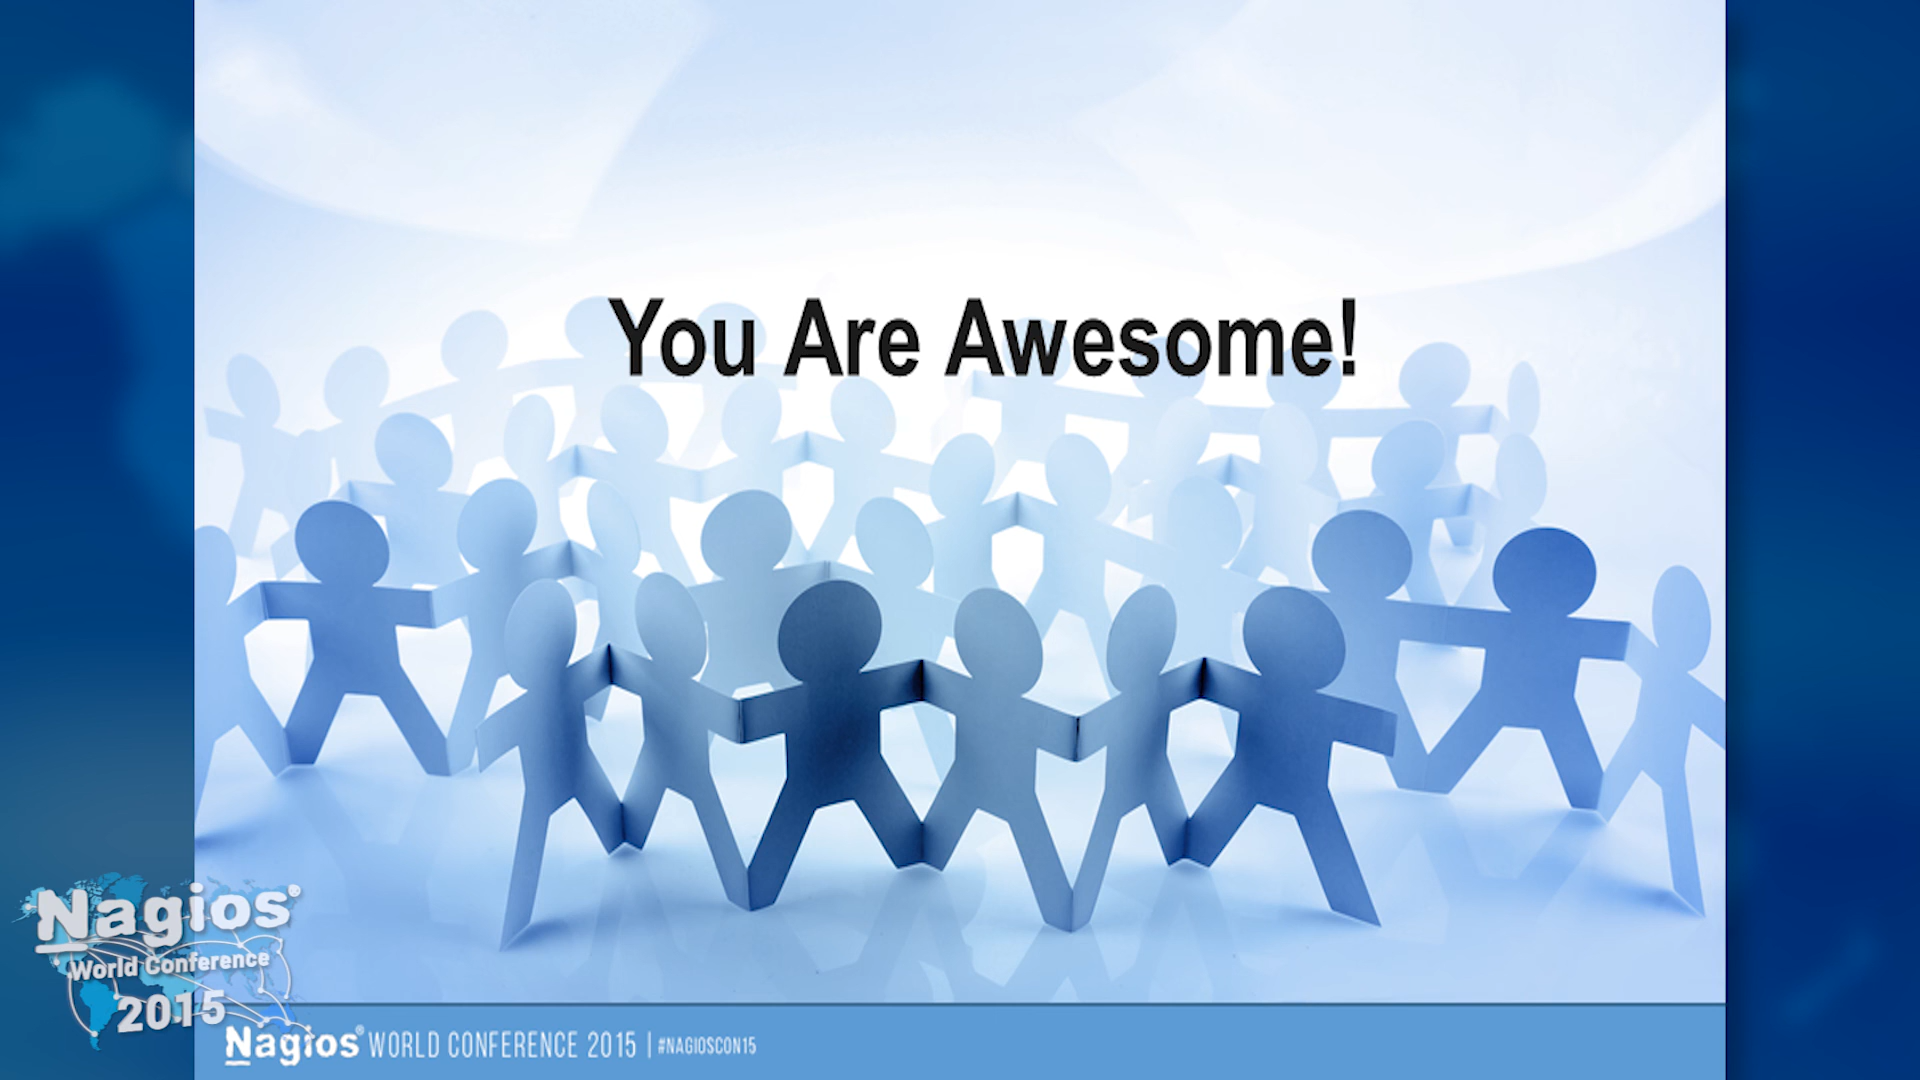 You Are Awesome!
Nagios®
World Conference
2015
Nagios® WORLD CONFERENCE 2015 | #NAGIOSCON15